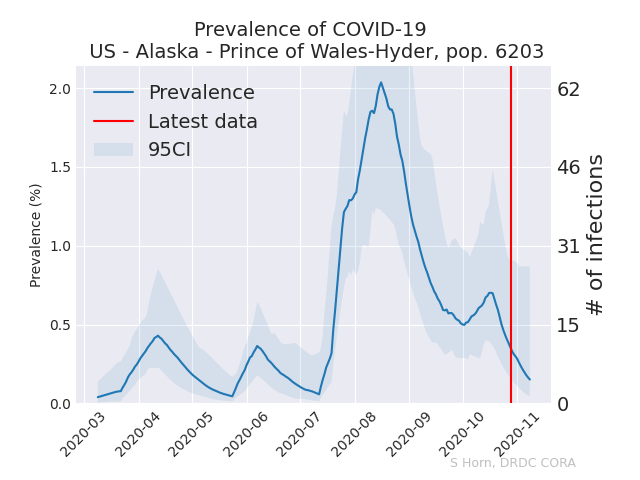 Prevalence of COVID-19
US - Alaska - Prince of Wales-Hyder, pop. 6203
Prevalence
Latest data
95CI
Prevalence (%)
2.0
1.5
1.0
0.5
0.0
62
46
31
15
0
# of infections
2020-03
2020-04
2020-05
2020-06
2020-07
2020-08
2020-09
2020-10
2020-11
S Horn, DRDC CORA